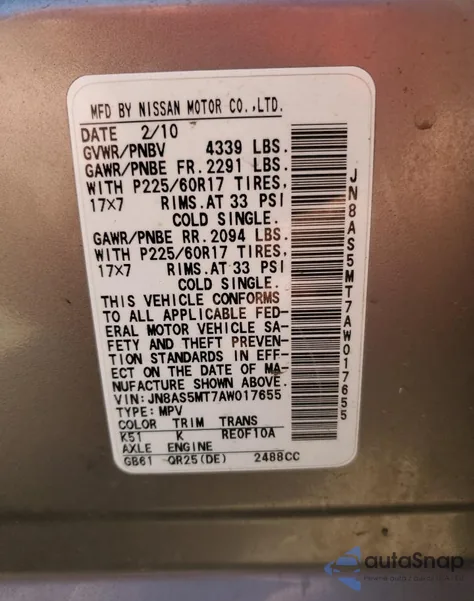 MFD BY NISSAN MOTOR CO.,LTD.
DATE 2/10
GVWR/PNBV 4339 LBS.
GAWR/PNBE FR.2291 LBS.
WITH P225/60R17 TIRES,
17X7 RIMS.AT 33 PSI
COLD SINGLE.
GAWR/PNBE RR.2094 LBS.
WITH P225/60R17 TIRES,
17X7 RIMS.AT 33 PSI
COLD SINGLE.
THIS VEHICLE CONFORMS
TO ALL APPLICABLE FED-
ERAL MOTOR VEHICLE SA-
FETY AND THEFT PREVEN-
TION STANDARDS IN EFF-
ECT ON THE DATE OF MA-
NUFACTURE SHOWN ABOVE.
VIN:JN8AS5MT7AW017655
TYPE:MPV
COLOR TRIM TRANS
K51 K RE0F10A
AXLE ENGINE
GB61 QR25(DE) 2488CC
JN8AS5MT7AW017655
autoSnap